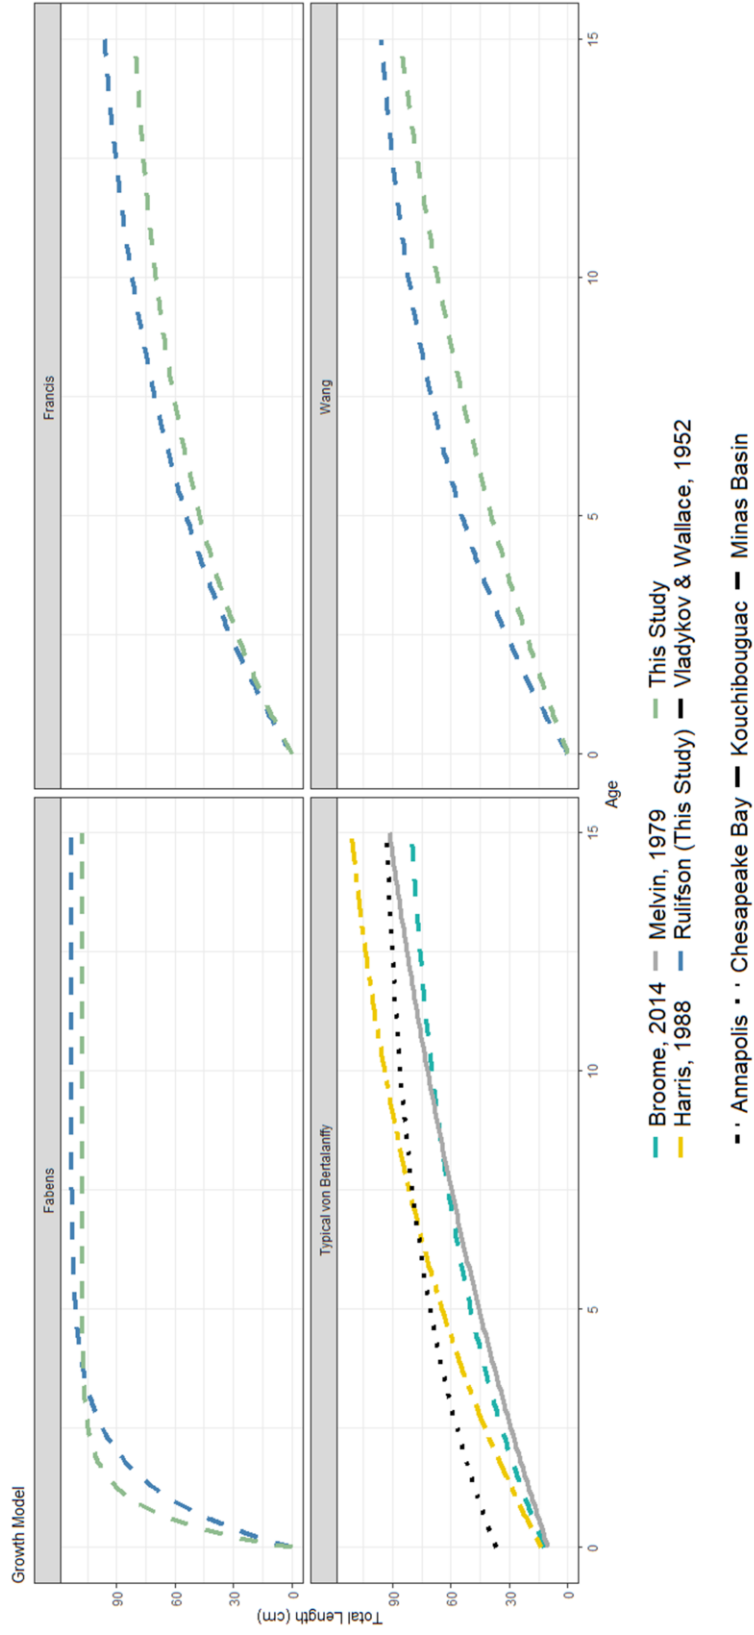 Growth Model
Fabens
Francis
90
60
30
0
Typical von Bertalanffy
Wang
90
60
30
0
Total Length (cm)
0
5
10
15
0
5
10
15
Age
Broome, 2014
Melvin, 1979
This Study
Harris, 1988
Rulifson (This Study)
Vladykov & Wallace, 1952
Annapolis
Chesapeake Bay
Kouchibouguac
Minas Basin